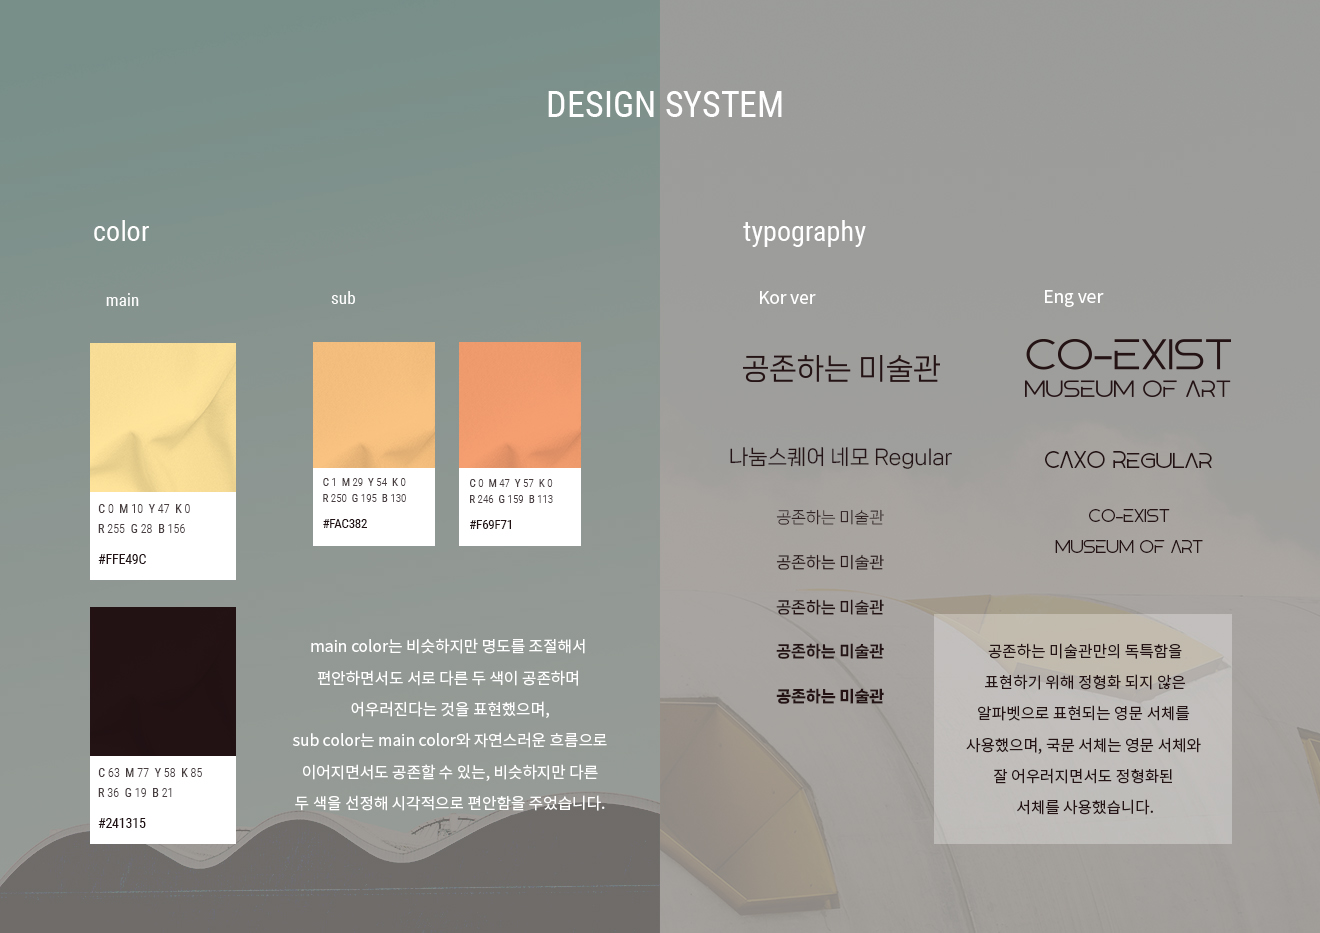 DESIGN SYSTEM
color
main
sub
C 0 M 10 Y 47 K 0
R 255 G 28 B 156
#FFE49C
C 1 M 29 Y 54 K 0
R 250 G 195 B 130
#FAC382
C 0 M 47 Y 57 K 0
R 246 G 159 B 113
#F69F71
C 63 M 77 Y 58 K 85
R 36 G 19 B 21
#241315
main color는 비슷하지만 명도를 조절해서
편안하면서도 서로 다른 두 색이 공존하며
어우러진다는 것을 표현했으며,
sub color는 main color와 자연스러운 흐름으로
이어지면서도 공존할 수 있는, 비슷하지만 다른
두 색을 선정해 시각적으로 편안함을 주었습니다.
typography
Kor ver
공존하는 미술관
나눔스퀘어 네모 Regular
공존하는 미술관
공존하는 미술관
공존하는 미술관
공존하는 미술관
공존하는 미술관
Eng ver
CO-EXIST
MUSEUM OF ART
CAXO REGULAR
CO-EXIST
MUSEUM OF ART
공존하는 미술관만의 독특함을
표현하기 위해 정형화 되지 않은
알파벳으로 표현되는 영문 서체를
사용했으며, 국문 서체는 영문 서체와
잘 어우러지면서도 정형화된
서체를 사용했습니다.